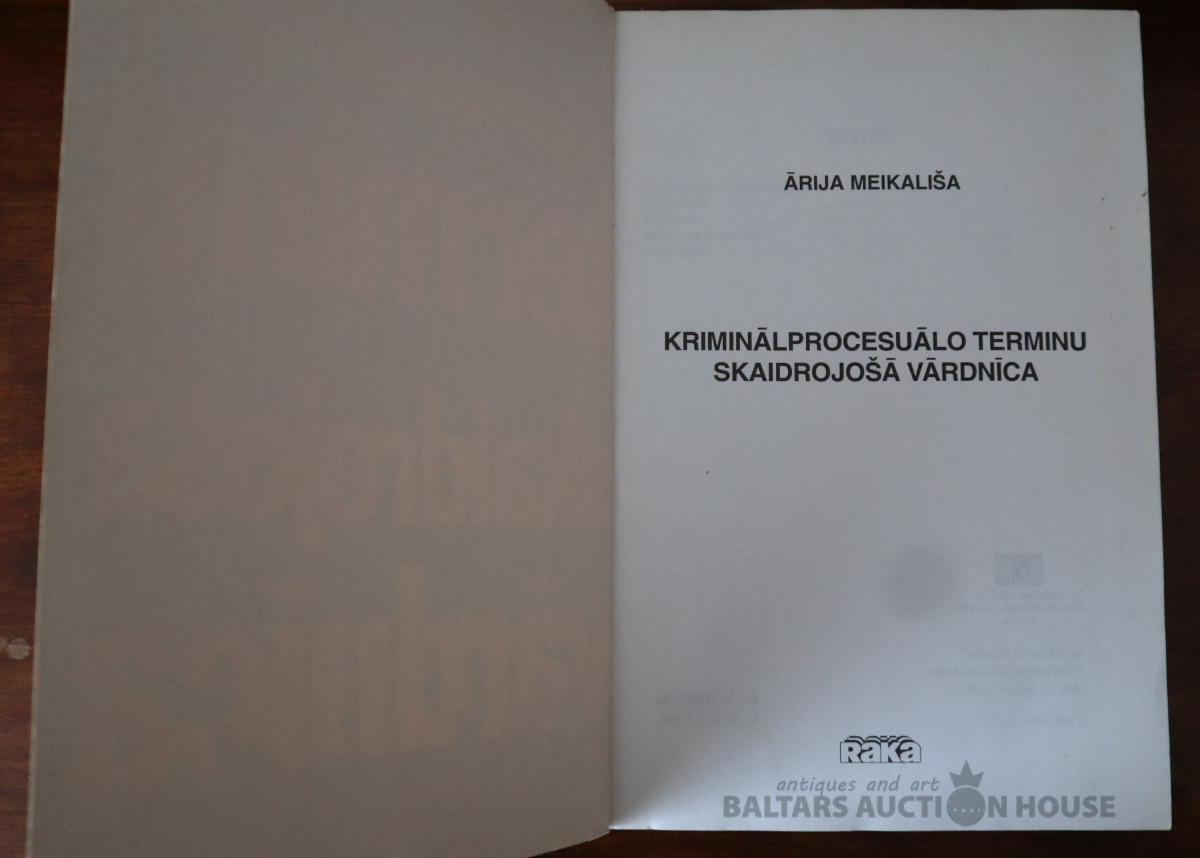 ĀRIJA MEIKALIŠA
KRIMINĀLPROCESUĀLO TERMINU
SKAIDROJOŠĀ VĀRDNĪCA
RaKa
antiques and art
BALTARS AUCTION HOUSE